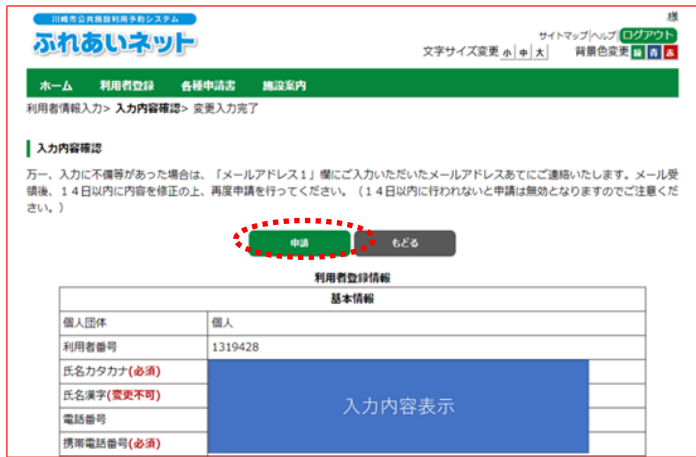 川崎市公共施設利用予約システム
ふれあいネット
様
サイトマップ|ヘルプ|ログアウト
文字サイズ変更 小 中 大 背景色変更 緑 青 赤
ホーム 利用者登録 各種申請書 施設案内
利用者情報入力> 入力内容確認> 変更入力完了
入力内容確認
万一、入力に不備等があった場合は、「メールアドレス1」欄にご入力いただいたメールアドレスあてにご連絡いたします。メール受
領後、14日以内に内容を修正の上、再度申請を行ってください。(14日以内に行われないと申請は無効となりますのでご注意くだ
さい。)
申請 もどる
利用者登録情報
基本情報
個人団体 個人
利用者番号 1319428
氏名カタカナ(必須)
氏名漢字(変更不可)
入力内容表示
電話番号
携帯電話番号(必須)